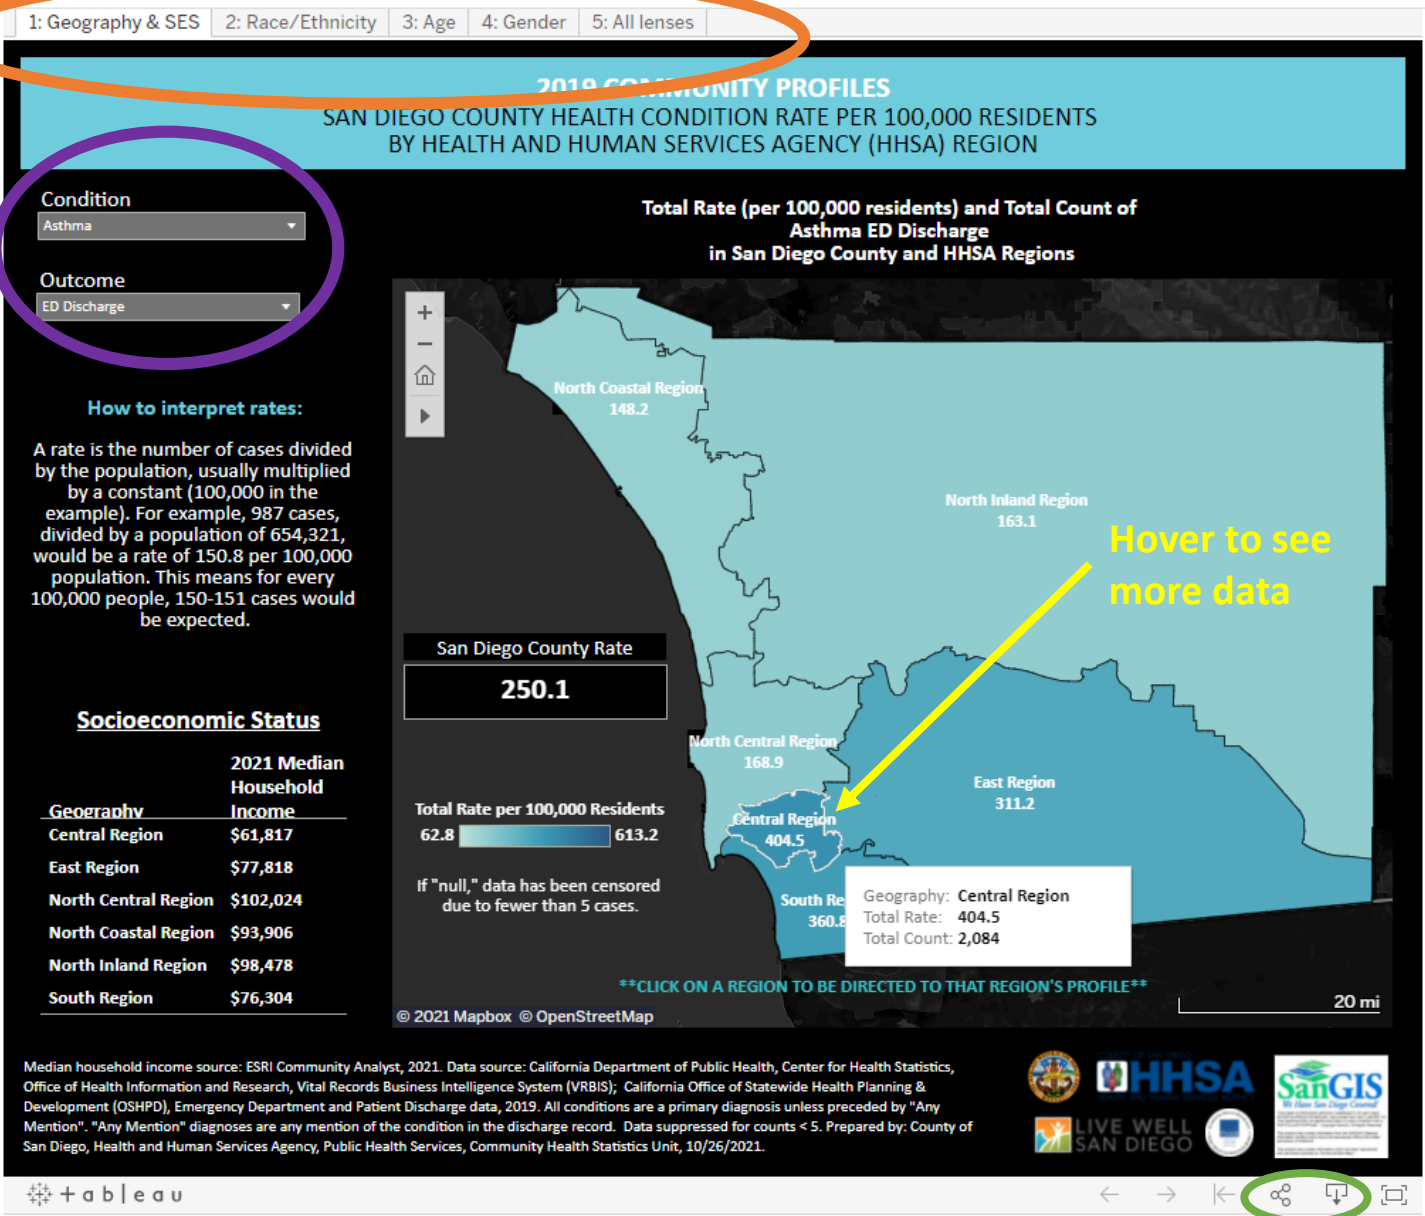 1: Geography & SES 2: Race/Ethnicity 3: Age 4: Gender 5: All lenses
2019 COMMUNITY PROFILES
SAN DIEGO COUNTY HEALTH CONDITION RATE PER 100,000 RESIDENTS
BY HEALTH AND HUMAN SERVICES AGENCY (HHSA) REGION
Condition
Asthma
Outcome
ED Discharge
How to interpret rates:
A rate is the number of cases divided
by the population, usually multiplied
by a constant (100,000 in the
example). For example, 987 cases,
divided by a population of 654,321,
would be a rate of 150.8 per 100,000
population. This means for every
100,000 people, 150-151 cases would
be expected.
Socioeconomic Status
2021 Median
Household
Geography Income
Central Region $61,817
East Region $77,818
North Central Region $102,024
North Coastal Region $93,906
North Inland Region $98,478
South Region $76,304
Total Rate (per 100,000 residents) and Total Count of
Asthma ED Discharge
in San Diego County and HHSA Regions
North Coastal Region
148.2
North Inland Region
163.1
Hover to see
more data
San Diego County Rate
250.1
North Central Region
168.9
East Region
311.2
Total Rate per 100,000 Residents
62.8 613.2
Central Region
404.5
If "null," data has been censored
due to fewer than 5 cases.
South Re
360.8
Geography: Central Region
Total Rate: 404.5
Total Count: 2,084
**CLICK ON A REGION TO BE DIRECTED TO THAT REGION'S PROFILE**
20 mi
© 2021 Mapbox © OpenStreetMap
Median household income source: ESRI Community Analyst, 2021. Data source: California Department of Public Health, Center for Health Statistics,
Office of Health Information and Research, Vital Records Business Intelligence System (VRBIS); California Office of Statewide Health Planning &
Development (OSHPD), Emergency Department and Patient Discharge data, 2019. All conditions are a primary diagnosis unless preceded by "Any
Mention". "Any Mention" diagnoses are any mention of the condition in the discharge record. Data suppressed for counts < 5. Prepared by: County of
San Diego, Health and Human Services Agency, Public Health Services, Community Health Statistics Unit, 10/26/2021.
HHSA
LIVE WELL
SAN DIEGO
SanGIS
We Have San Diego Covered
+ a b l e a u